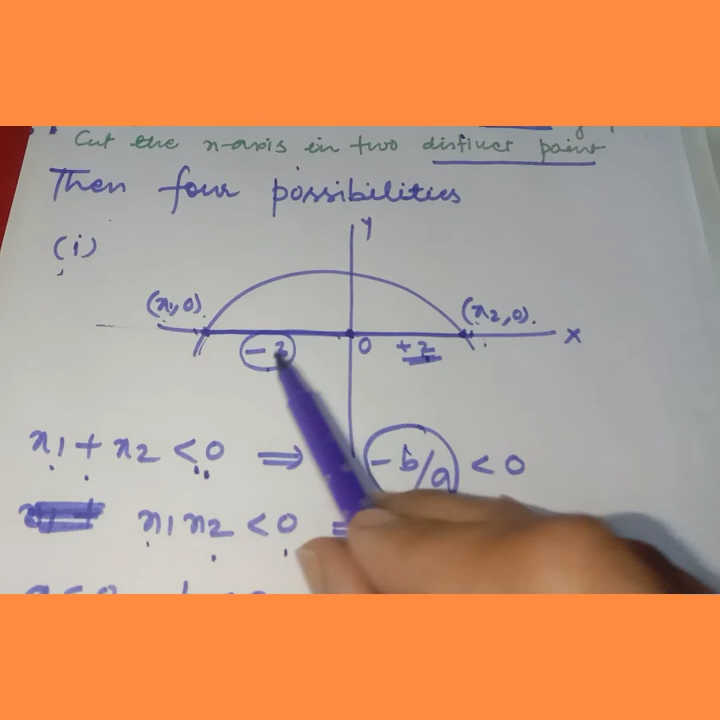 Cut the x-axis in two distinct point
Then four possibilities
(i)
y
(x1,0)
(x2,0).
-3
0
+2
x
x1 + x2 < 0 ⇒ -b/a < 0
x1 x2 < 0 =